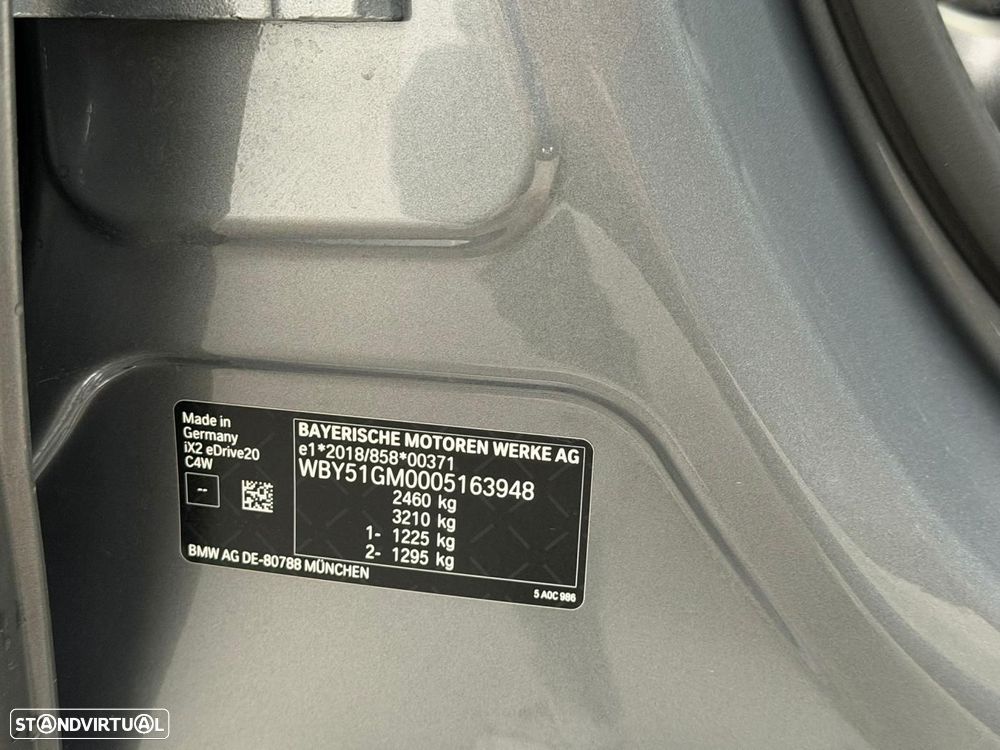 Made in
Germany
iX2 eDrive20
C4W
--
BAYERISCHE MOTOREN WERKE AG
e1*2018/858*00371
WBY51GM0005163948
2460 kg
3210 kg
1- 1225 kg
2- 1295 kg
BMW AG DE-80788 MÜNCHEN
5 A0C 986
STANDVIRTUAL